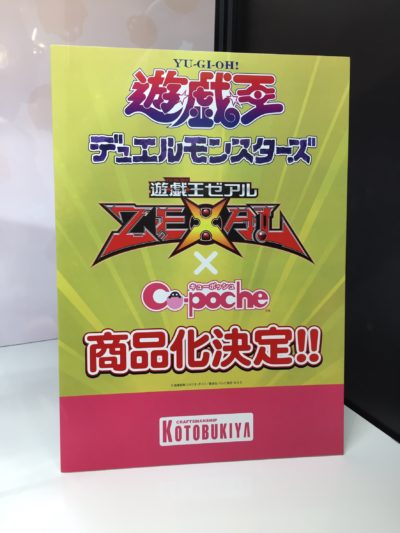 YU-GI-OH!
遊戯王
デュエルモンスターズ
遊戯王ゼアル
ZEXAL
×
キューポッシュ
Cu-poche
商品化決定!!
CRAFTSMANSHIP
KOTOBUKIYA